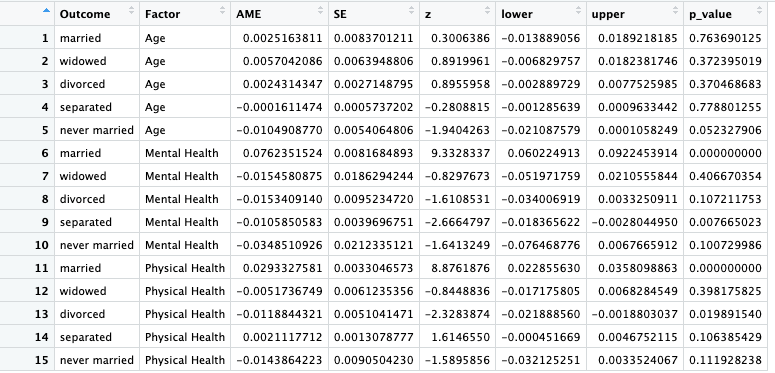 Outcome Factor AME SE z lower upper p_value
1 married Age 0.0025163811 0.0083701211 0.3006386 −0.013889056 0.0189218185 0.763690125
2 widowed Age 0.0057042086 0.0063948806 0.8919961 −0.006829757 0.0182381746 0.372395019
3 divorced Age 0.0024314347 0.0027148795 0.8955958 −0.002889729 0.0077525985 0.370468683
4 separated Age −0.0001611474 0.0005737202 −0.2808815 −0.001285639 0.0009633442 0.778801255
5 never married Age −0.0104908770 0.0054064806 −1.9404263 −0.021087579 0.0001058249 0.052327906
6 married Mental Health 0.0762351524 0.0081684893 9.3328337 0.060224913 0.0922453914 0.000000000
7 widowed Mental Health −0.0154580875 0.0186294244 −0.8297673 −0.051971759 0.0210555844 0.406670354
8 divorced Mental Health −0.0153409140 0.0095234720 −1.6108531 −0.034006919 0.0033250911 0.107211753
9 separated Mental Health −0.0105850583 0.0039696751 −2.6664797 −0.018365622 −0.0028044950 0.007665023
10 never married Mental Health −0.0348510926 0.0212335121 −1.6413249 −0.076468776 0.0067665912 0.100729986
11 married Physical Health 0.0293327581 0.0033046573 8.8761876 0.022855630 0.0358098863 0.000000000
12 widowed Physical Health −0.0051736749 0.0061235356 −0.8448836 −0.017175805 0.0068284549 0.398175825
13 divorced Physical Health −0.0118844321 0.0051041471 −2.3283874 −0.021888560 −0.0018803037 0.019891540
14 separated Physical Health 0.0021117712 0.0013078777 1.6146550 −0.000451669 0.0046752115 0.106385429
15 never married Physical Health −0.0143864223 0.0090504230 −1.5895856 −0.032125251 0.0033524067 0.111928238